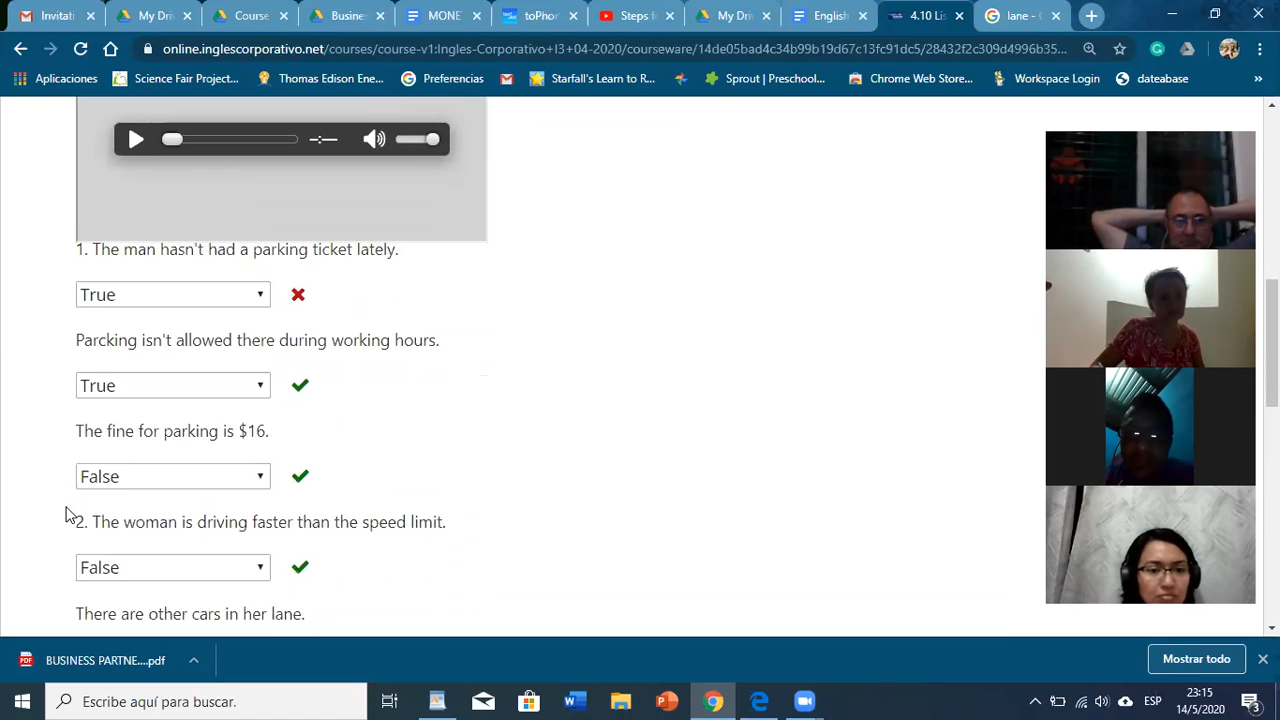 Invitati
My Dri
Course
Busine
MONE
toPhor
Steps f
My Dri
English
4.10 Lis
lane - C
online.inglescorporativo.net/courses/course-v1:Ingles-Corporativo+I3+04-2020/courseware/14de05bad4c34b99b19d67c13fc91dc5/28432f2c309d4996b35...
Aplicaciones
Science Fair Project...
Thomas Edison Ene...
Preferencias
Starfall's Learn to R...
Sprout | Preschool...
Chrome Web Store...
Workspace Login
dateabase
1. The man hasn't had a parking ticket lately.
True
Parcking isn't allowed there during working hours.
True
The fine for parking is $16.
False
2. The woman is driving faster than the speed limit.
False
There are other cars in her lane.
BUSINESS PARTNE....pdf
Mostrar todo
Escribe aquí para buscar.
ESP
23:15
14/5/2020
3